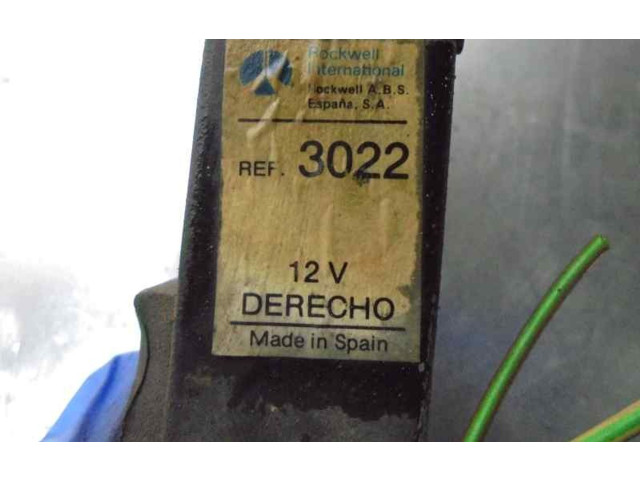 Rockwell
International
Rockwell A.B.S.
España, S.A.
REF. 3022
12 V
DERECHO
Made in Spain